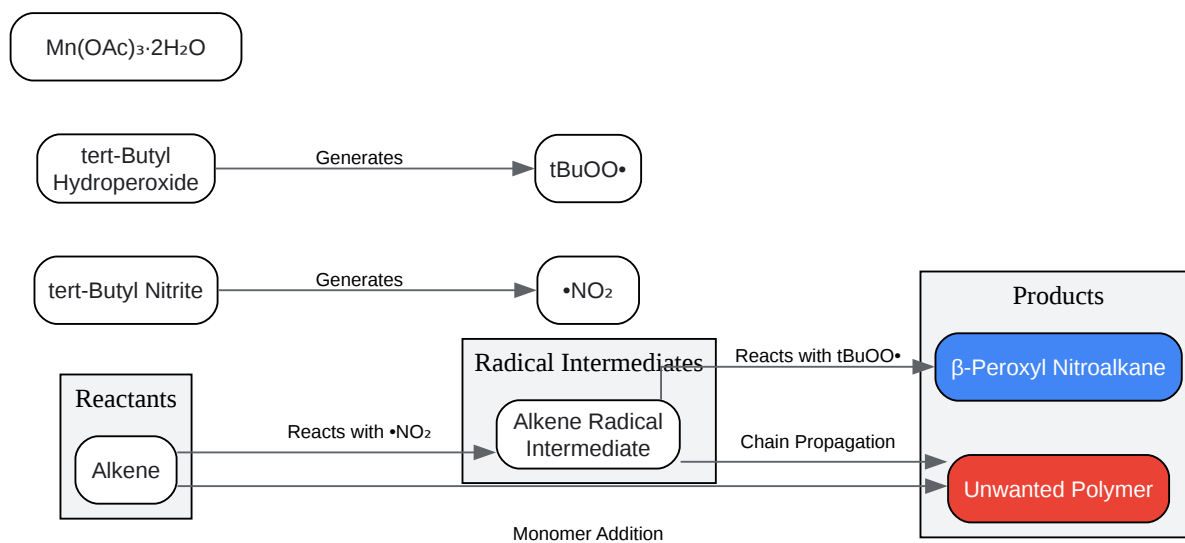 Mn(OAc)₃·2H₂O
tert-Butyl
Hydroperoxide
Generates
tBuOO•
tert-Butyl Nitrite
Generates
•NO₂
Products
Radical Intermediates
Reacts with tBuOO•
β-Peroxyl Nitroalkane
Reactants
Reacts with •NO₂
Alkene Radical
Intermediate
Alkene
Chain Propagation
Unwanted Polymer
Monomer Addition